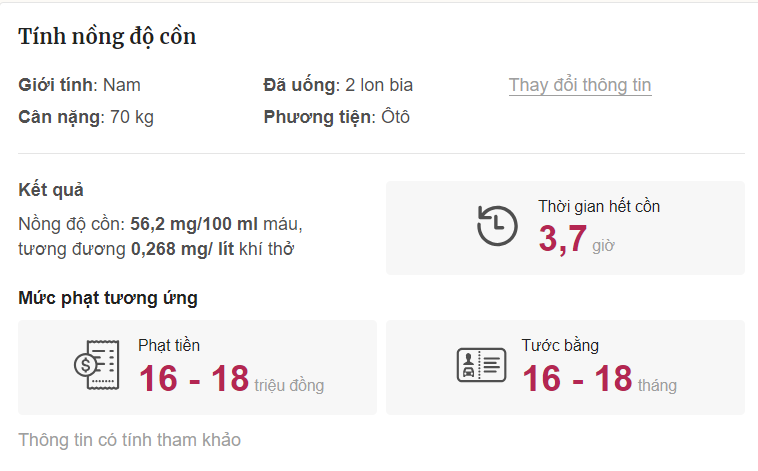 Tính nồng độ cồn
Giới tính: Nam
Đã uống: 2 lon bia
Thay đổi thông tin
Cân nặng: 70 kg
Phương tiện: Ôtô
Kết quả
Nồng độ cồn: 56,2 mg/100 ml máu,
tương đương 0,268 mg/ lít khí thở
Thời gian hết cồn
3,7 giờ
Mức phạt tương ứng
Phạt tiền
16 - 18 triệu đồng
Tước bằng
16 - 18 tháng
Thông tin có tính tham khảo